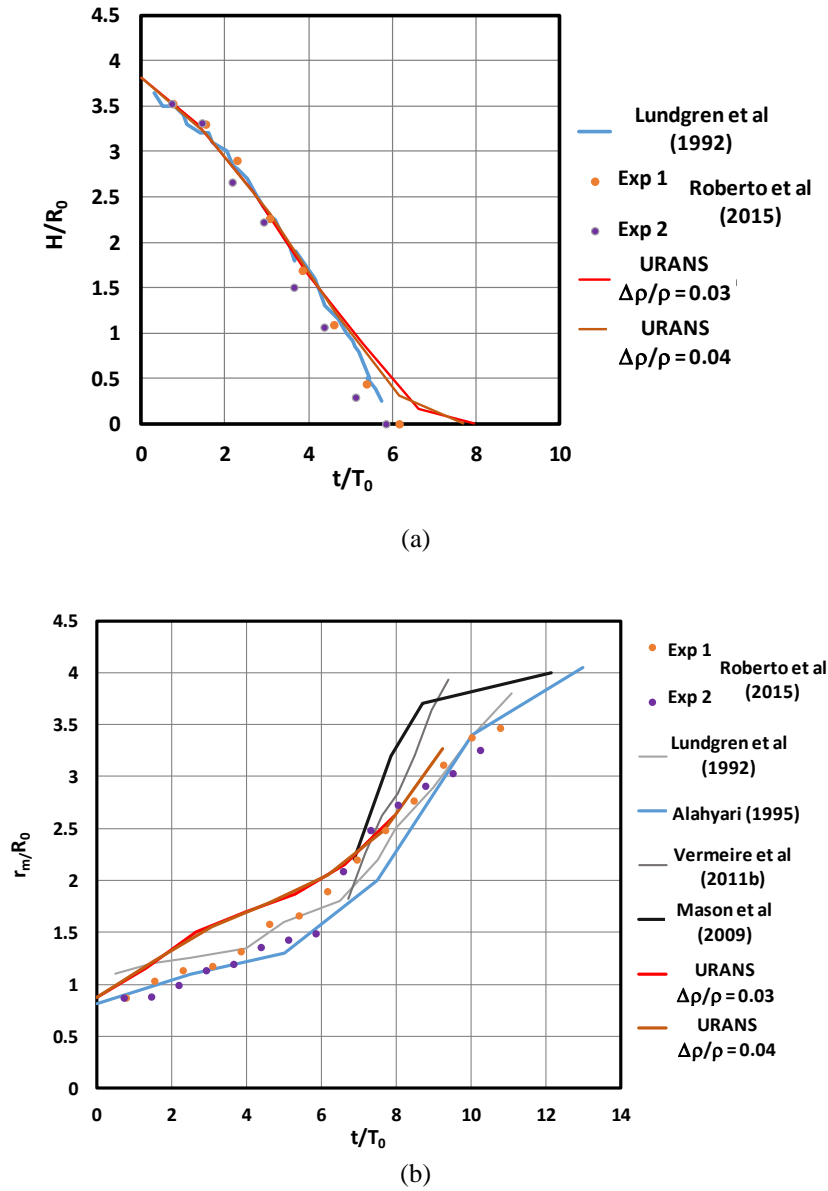 4.5
4
3.5
3
2.5
2
1.5
1
0.5
0
H/R0
0 2 4 6 8 10
t/T0
Lundgren et al
(1992)
Exp 1
Roberto et al
(2015)
Exp 2
URANS
Δρ/ρ = 0.03
URANS
Δρ/ρ = 0.04
(a)
4.5
4
3.5
3
2.5
2
1.5
1
0.5
0
rm/R0
0 2 4 6 8 10 12 14
t/T0
Exp 1
Roberto et al
(2015)
Exp 2
Lundgren et al
(1992)
Alahyari (1995)
Vermeire et al
(2011b)
Mason et al
(2009)
URANS
Δρ/ρ = 0.03
URANS
Δρ/ρ = 0.04
(b)